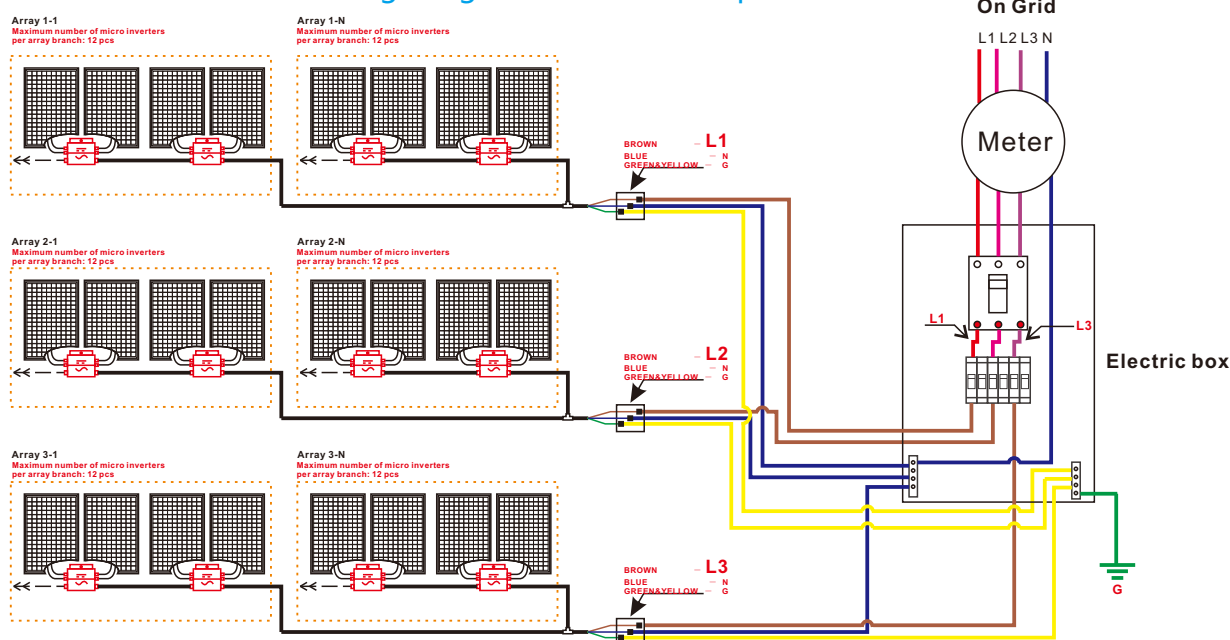 On Grid
L1 L2 L3 N
Meter
Array 1-1
Maximum number of micro inverters
per array branch: 12 pcs
Array 1-N
Maximum number of micro inverters
per array branch: 12 pcs
BROWN – L1
BLUE – N
GREEN&YELLOW – G
Array 2-1
Maximum number of micro inverters
per array branch: 12 pcs
Array 2-N
Maximum number of micro inverters
per array branch: 12 pcs
L1
L3
Electric box
BROWN – L2
BLUE – N
GREEN&YELLOW – G
Array 3-1
Maximum number of micro inverters
per array branch: 12 pcs
Array 3-N
Maximum number of micro inverters
per array branch: 12 pcs
BROWN – L3
BLUE – N
GREEN&YELLOW – G
G